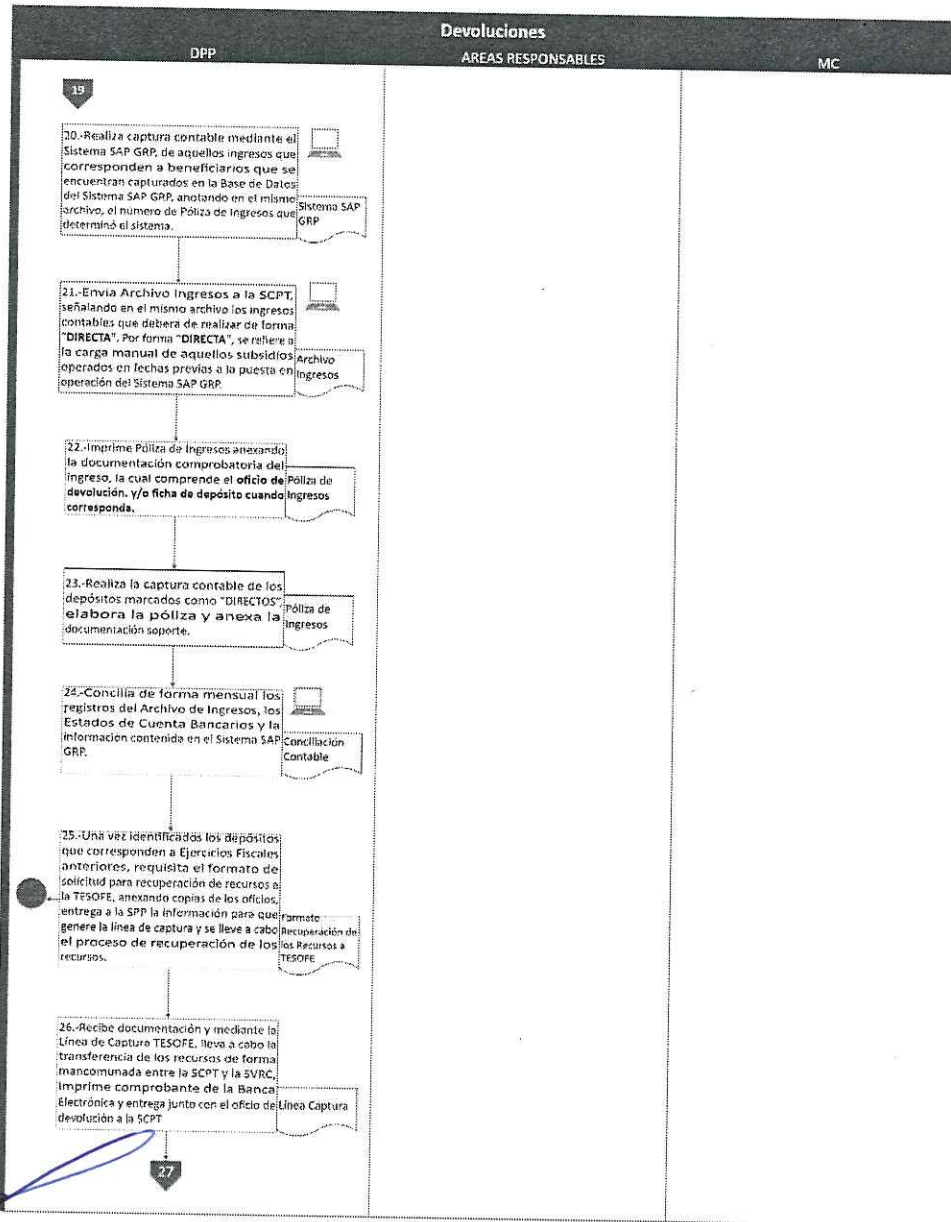 Devoluciones
DPP
AREAS RESPONSABLES
MC
19
20.-Realiza captura contable mediante el
Sistema SAP GRP, de aquellos ingresos que
corresponden a beneficiarios que se
encuentran capturados en la Base de Datos
del Sistema SAP GRP, anotando en el mismo
archivo, el numero de Póliza de Ingresos que
determinó el sistema.
Sistema SAP
GRP
21.-Envia Archivo Ingresos a la SCPT,
señalando en el mismo archivo los ingresos
contables que debera de realizar de forma
"DIRECTA". Por forma "DIRECTA", se refiere a
la carga manual de aquellos subsidios
operados en fechas previas a la puesta en
operación del Sistema SAP GRP.
Archivo
Ingresos
22.-Imprime Póliza de Ingresos anexando
la documentación comprobatoria del
ingreso, la cual comprende el oficio de
devolución. y/o ficha de depósito cuando
corresponda.
Póliza de
Ingresos
23.-Realiza la captura contable de los
depósitos marcados como "DIRECTOS",
elabora la póliza y anexa la
documentación soporte.
Póliza de
Ingresos
24.-Concilia de forma mensual los
registros del Archivo de Ingresos, los
Estados de Cuenta Bancarios y la
información contenida en el Sistema SAP
GRP.
Conciliación
Contable
25.-Una vez identificados los depósitos
que corresponden a Ejercicios Fiscales
anteriores, requisita el formato de
solicitud para recuperación de recursos a
la TESOFE, anexando copias de los oficios,
entrega a la SPP la información para que
genere la línea de captura y se lleve a cabo
el proceso de recuperación de los
recursos.
Formato
Recuperación de
los Recursos a
TESOFE
26.-Recibe documentación y mediante la
Línea de Captura TESOFE, lleva a cabo la
transferencia de los recursos de forma
mancomunada entre la SCPT y la SVRC,
Imprime comprobante de la Banca
Electrónica y entrega junto con el oficio de
devolución a la SCPT
Línea Captura
27